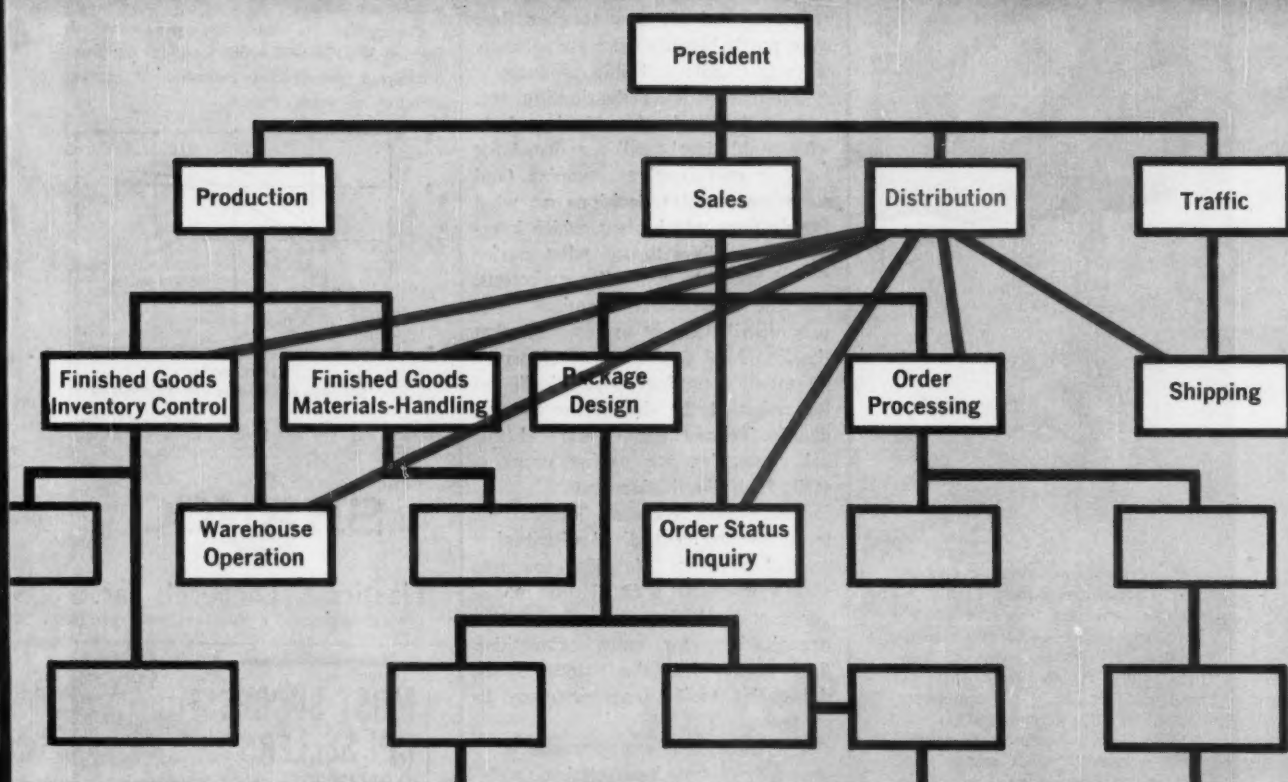 President
Production
Sales
Distribution
Traffic
Finished Goods
Inventory Control
Finished Goods
Materials-Handling
Package
Design
Order
Processing
Shipping
Warehouse
Operation
Order Status
Inquiry